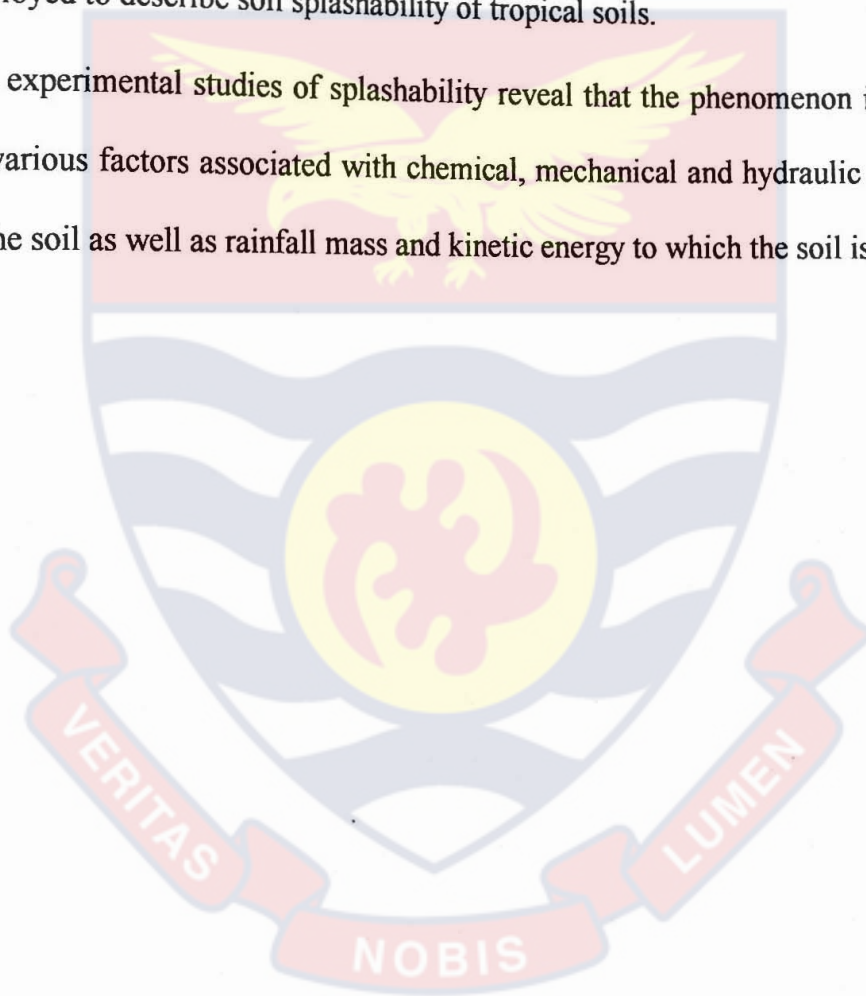 to describe soil splashability of tropical soils.
experimental studies of splashability reveal that the phenomenon
various factors associated with chemical, mechanical and hydraulic
soil as well as rainfall mass and kinetic energy to which the soil is
VERITAS
NOBIS
LUMEN